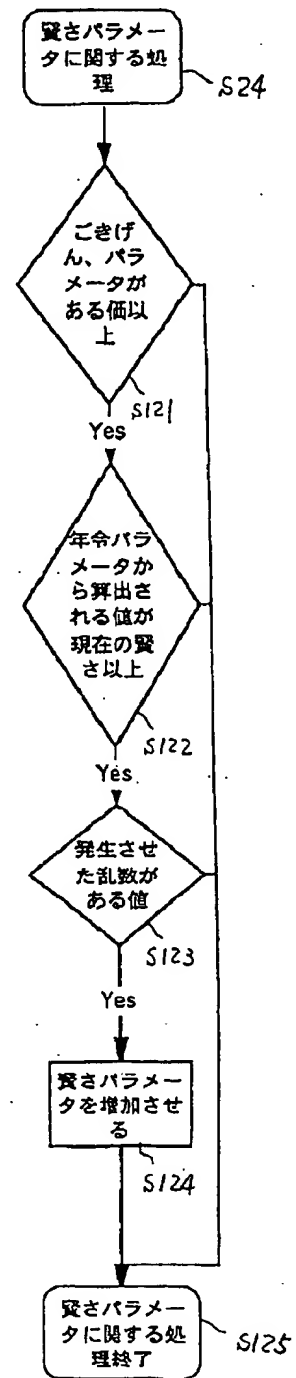 賢さパラメー
タに関する処
理
S24
ごきげ
ん、パラ
メータが
ある価以
上
S121
Yes
年令パラ
メータか
ら算出さ
れる値が
現在の賢
さ以上
S122
Yes
発生させ
た乱数が
ある値
S123
Yes
賢さパラメー
タを増加させ
る
S124
賢さパラメー
タに関する処
理終了
S125